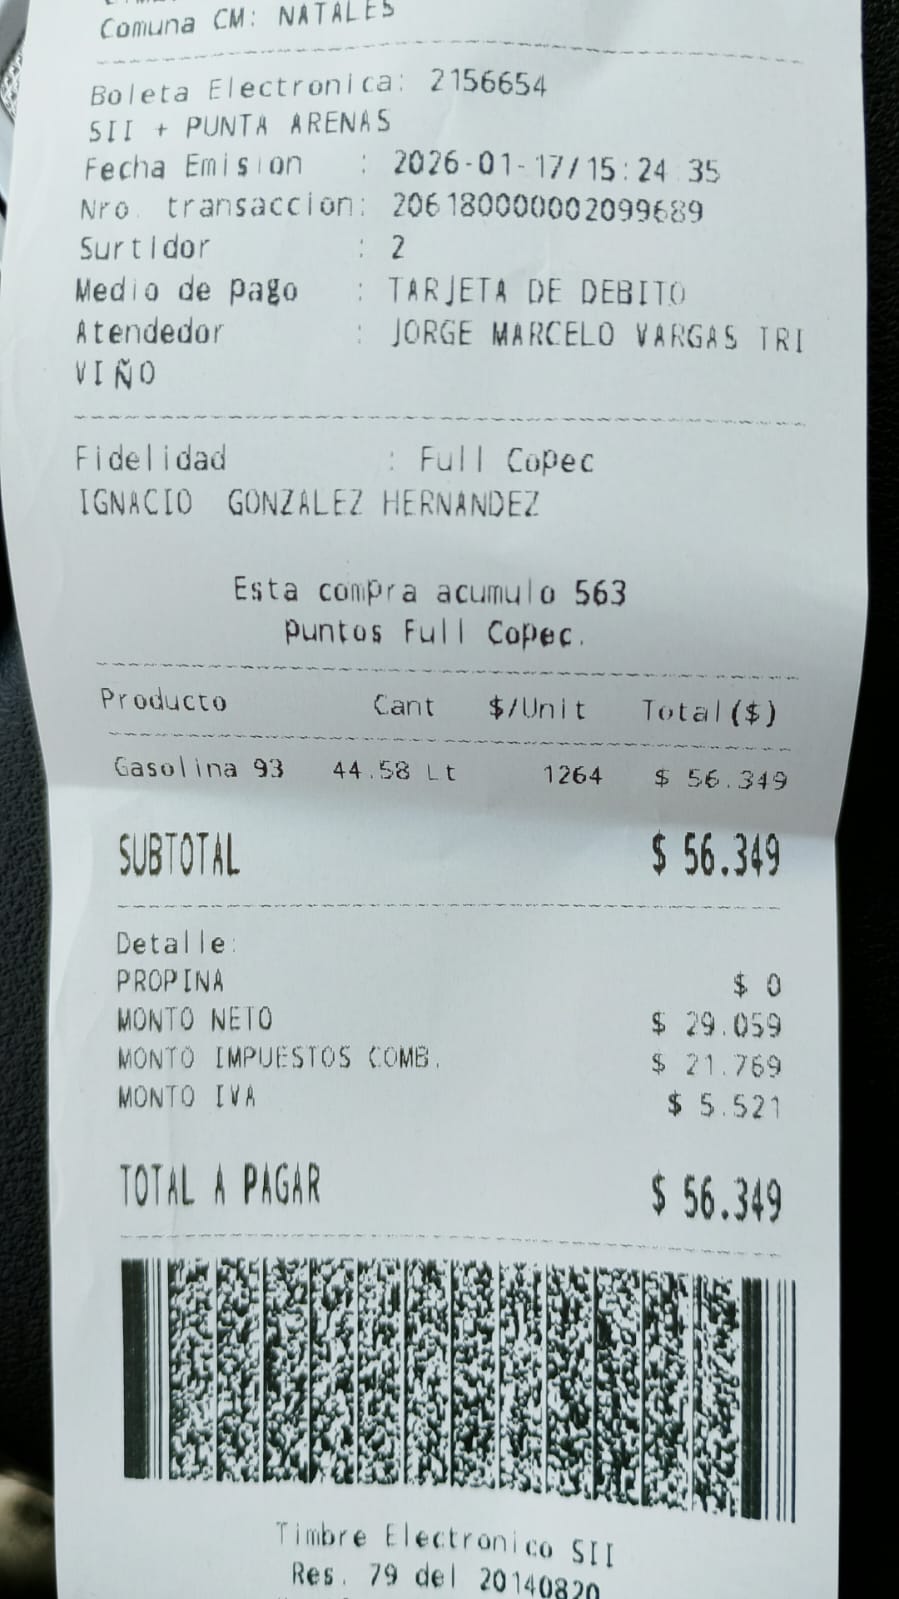 Comuna CM: NATALES
Boleta Electronica: 2156654
SII + PUNTA ARENAS
Fecha Emision : 2026-01-17/15:24:35
Nro. transaccion: 206180000002099689
Surtidor : 2
Medio de pago : TARJETA DE DEBITO
Atendedor : JORGE MARCELO VARGAS TRI
VIÑO
Fidelidad : Full Copec
IGNACIO GONZALEZ HERNANDEZ
Esta compra acumulo 563
puntos Full Copec.
Producto Cant $/Unit Total($)
Gasolina 93 44.58 Lt 1264 $ 56.349
SUBTOTAL $ 56.349
Detalle:
PROPINA $ 0
MONTO NETO $ 29.059
MONTO IMPUESTOS COMB. $ 21.769
MONTO IVA $ 5.521
TOTAL A PAGAR $ 56.349
Timbre Electronico SII
Res. 79 del 20140820